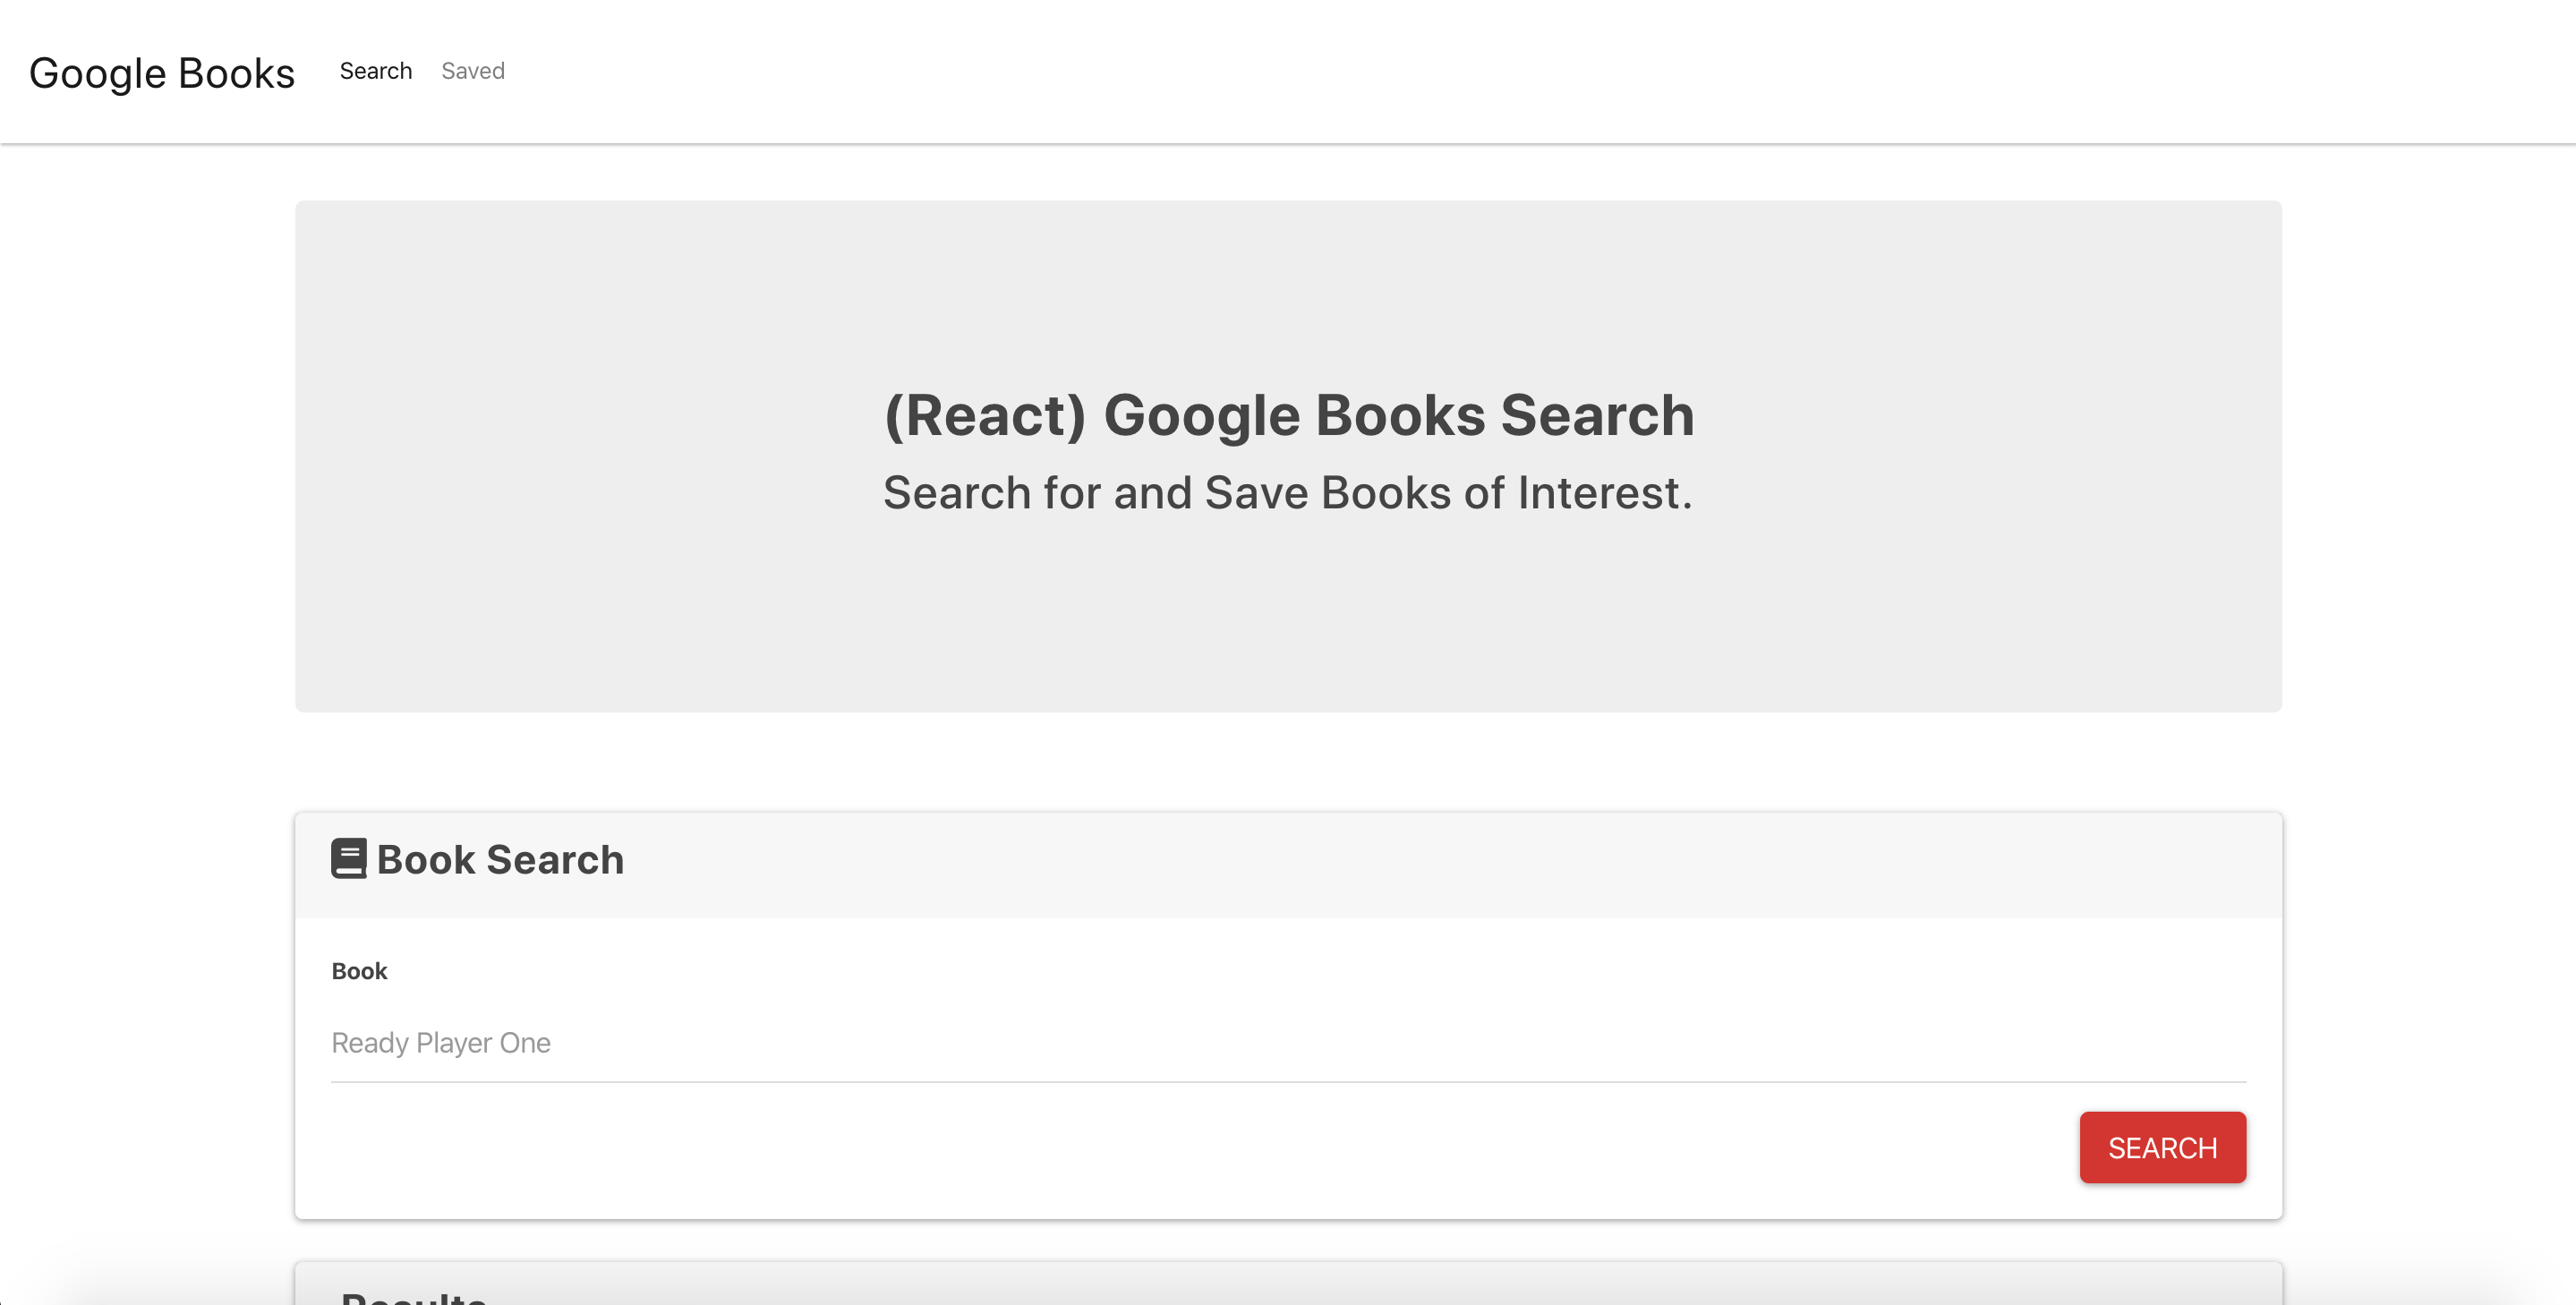 Google Books Search Saved
(React) Google Books Search
Search for and Save Books of Interest.
Book Search
Book
Ready Player One
SEARCH
Results